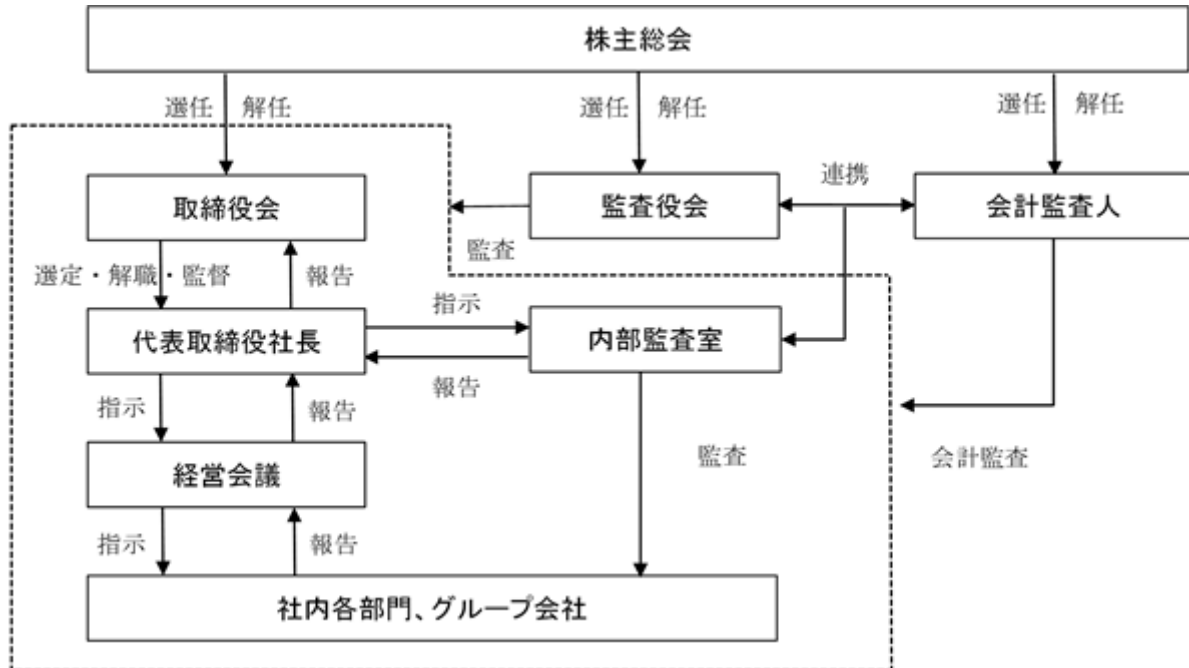 株主総会
選任 解任
選任 解任
選任 解任
取締役会
監査役会
連携
会計監査人
監査
選定・解職・監督
報告
代表取締役社長
指示
報告
内部監査室
指示
報告
経営会議
監査
会計監査
指示
報告
社内各部門、グループ会社